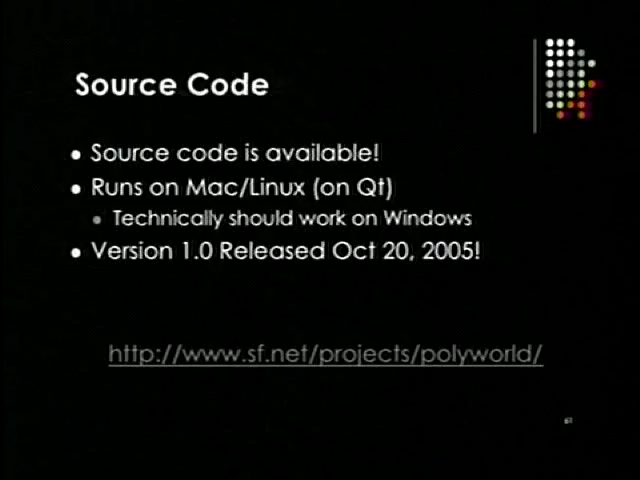 Source Code
Source code is available!
Runs on Mac/Linux (on Qt)
Technically should work on Windows
Version 1.0 Released Oct 20, 2005!
http://www.sf.net/projects/polyworld/